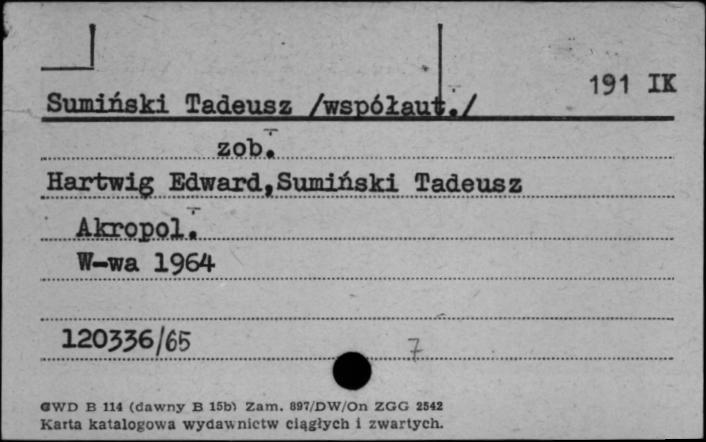 191 IK
Sumiński Tadeusz /współaut./
zob.
Hartwig Edward,Sumiński Tadeusz
Akropol.
W-wa 1964
120336/65
7
GWD B 114 (dawny B 15b) Zam. 897/DW/On ZGG 2542
Karta katalogowa wydawnictw ciągłych i zwartych.